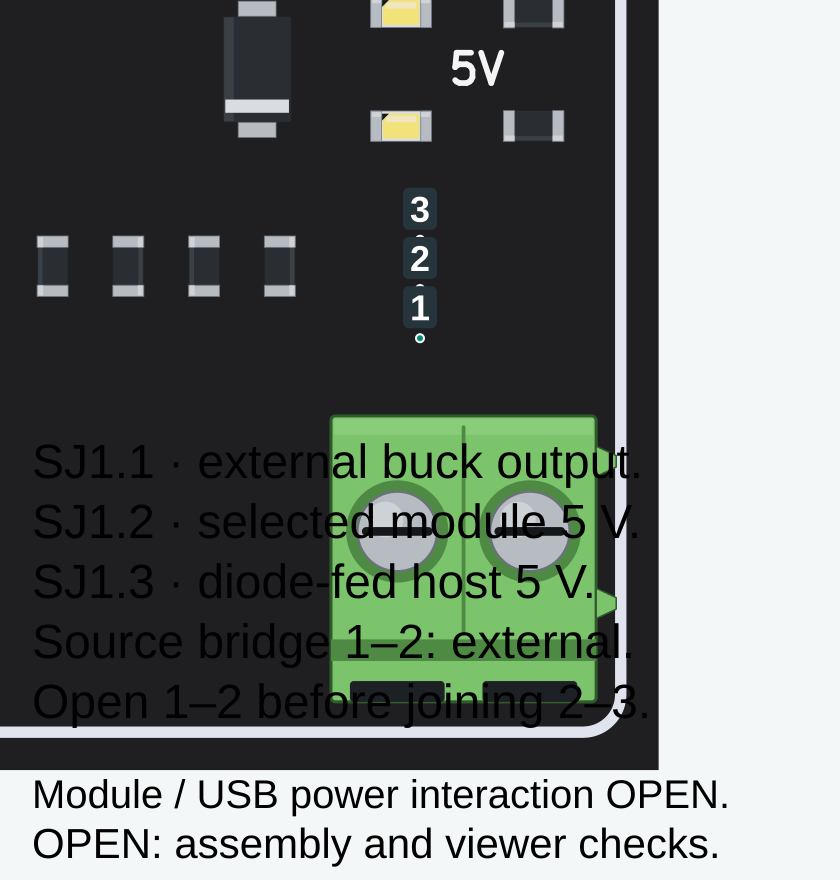 5V
3
2
1
SJ1.1 · external buck output.
SJ1.2 · selected module 5 V.
SJ1.3 · diode-fed host 5 V.
Source bridge 1–2: external.
Open 1–2 before joining 2–3.
Module / USB power interaction OPEN.
OPEN: assembly and viewer checks.